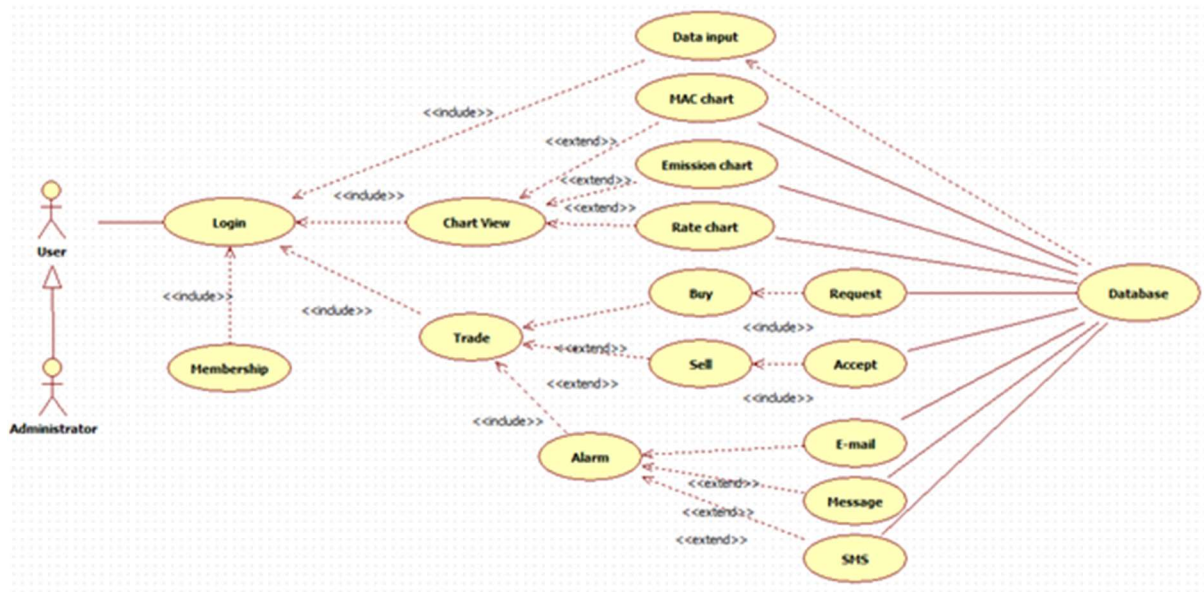 Data input
MAC chart
<<include>>
<<extend>>
Emission chart
<<extend>>
<<include>>
<<extend>>
Login
Chart View
Rate chart
User
Buy
Request
Database
<<include>>
<<include>>
<<include>>
Trade
<<extend>>
Sell
Accept
Membership
<<extend>>
<<include>>
<<include>>
Administrator
E-mail
Alarm
<<extend>>
Message
<<extend>>
<<extend>>
SMS